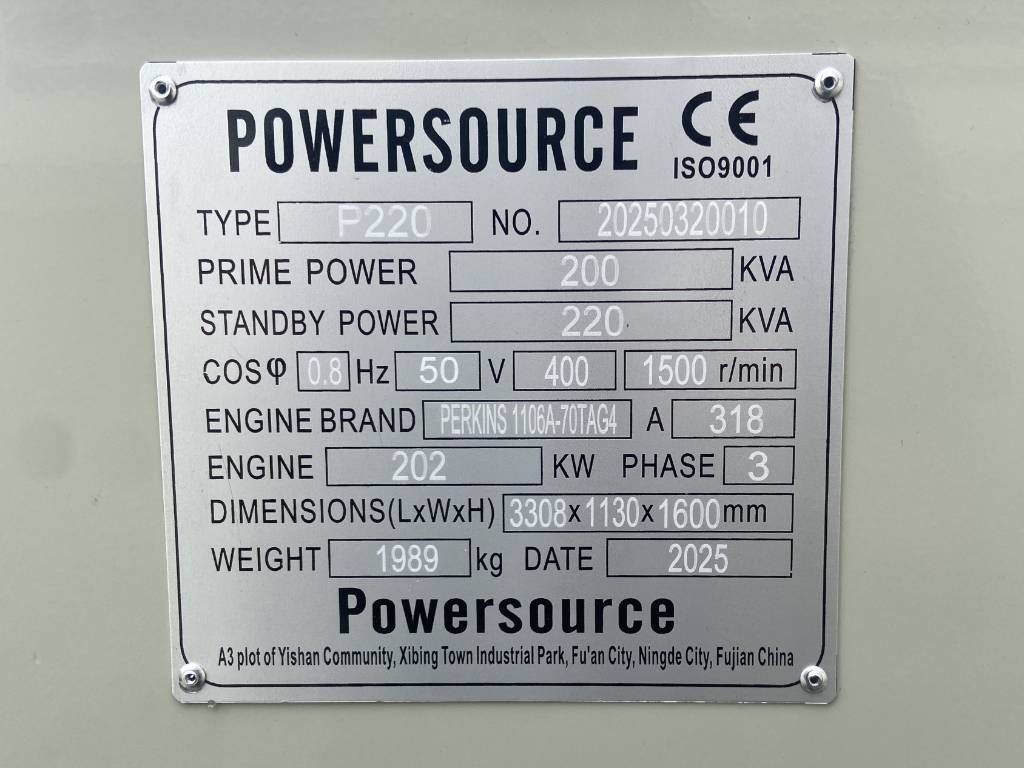 POWERSOURCE CE
ISO9001
TYPE P220 NO. 20250320010
PRIME POWER 200 KVA
STANDBY POWER 220 KVA
COSφ 0.8 Hz 50 V 400 1500 r/min
ENGINE BRAND PERKINS 1106A-70TAG4 A 318
ENGINE 202 KW PHASE 3
DIMENSIONS(LxWxH) 3308x1130x1600mm
WEIGHT 1989 kg DATE 2025
Powersource
A3 plot of Yishan Community, Xibing Town Industrial Park, Fu'an City, Ningde City, Fujian China